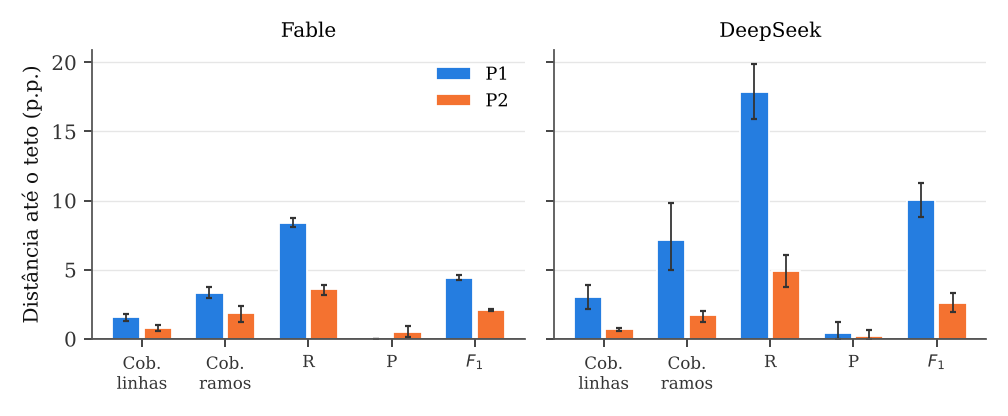 Fable
DeepSeek
Distância até o teto (p.p.)
20
15
10
5
0
P1
P2
Cob.
linhas
Cob.
ramos
R
P
F1
Cob.
linhas
Cob.
ramos
R
P
F1